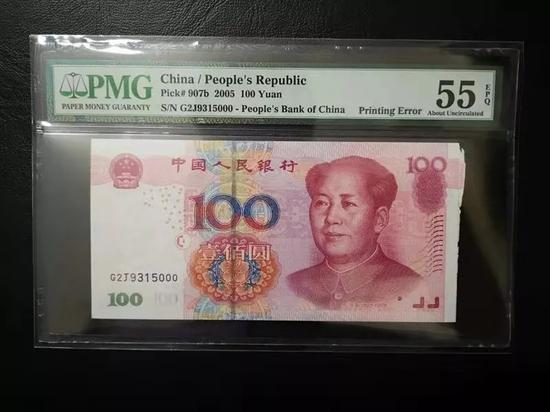 PMG
PAPER MONEY GUARANTY
China / People's Republic
Pick# 907b 2005 100 Yuan
S/N G2J9315000 - People's Bank of China
Printing Error
55 EPQ
About Uncirculated
中国人民银行
100
100
壹佰圆
G2J9315000
100
100